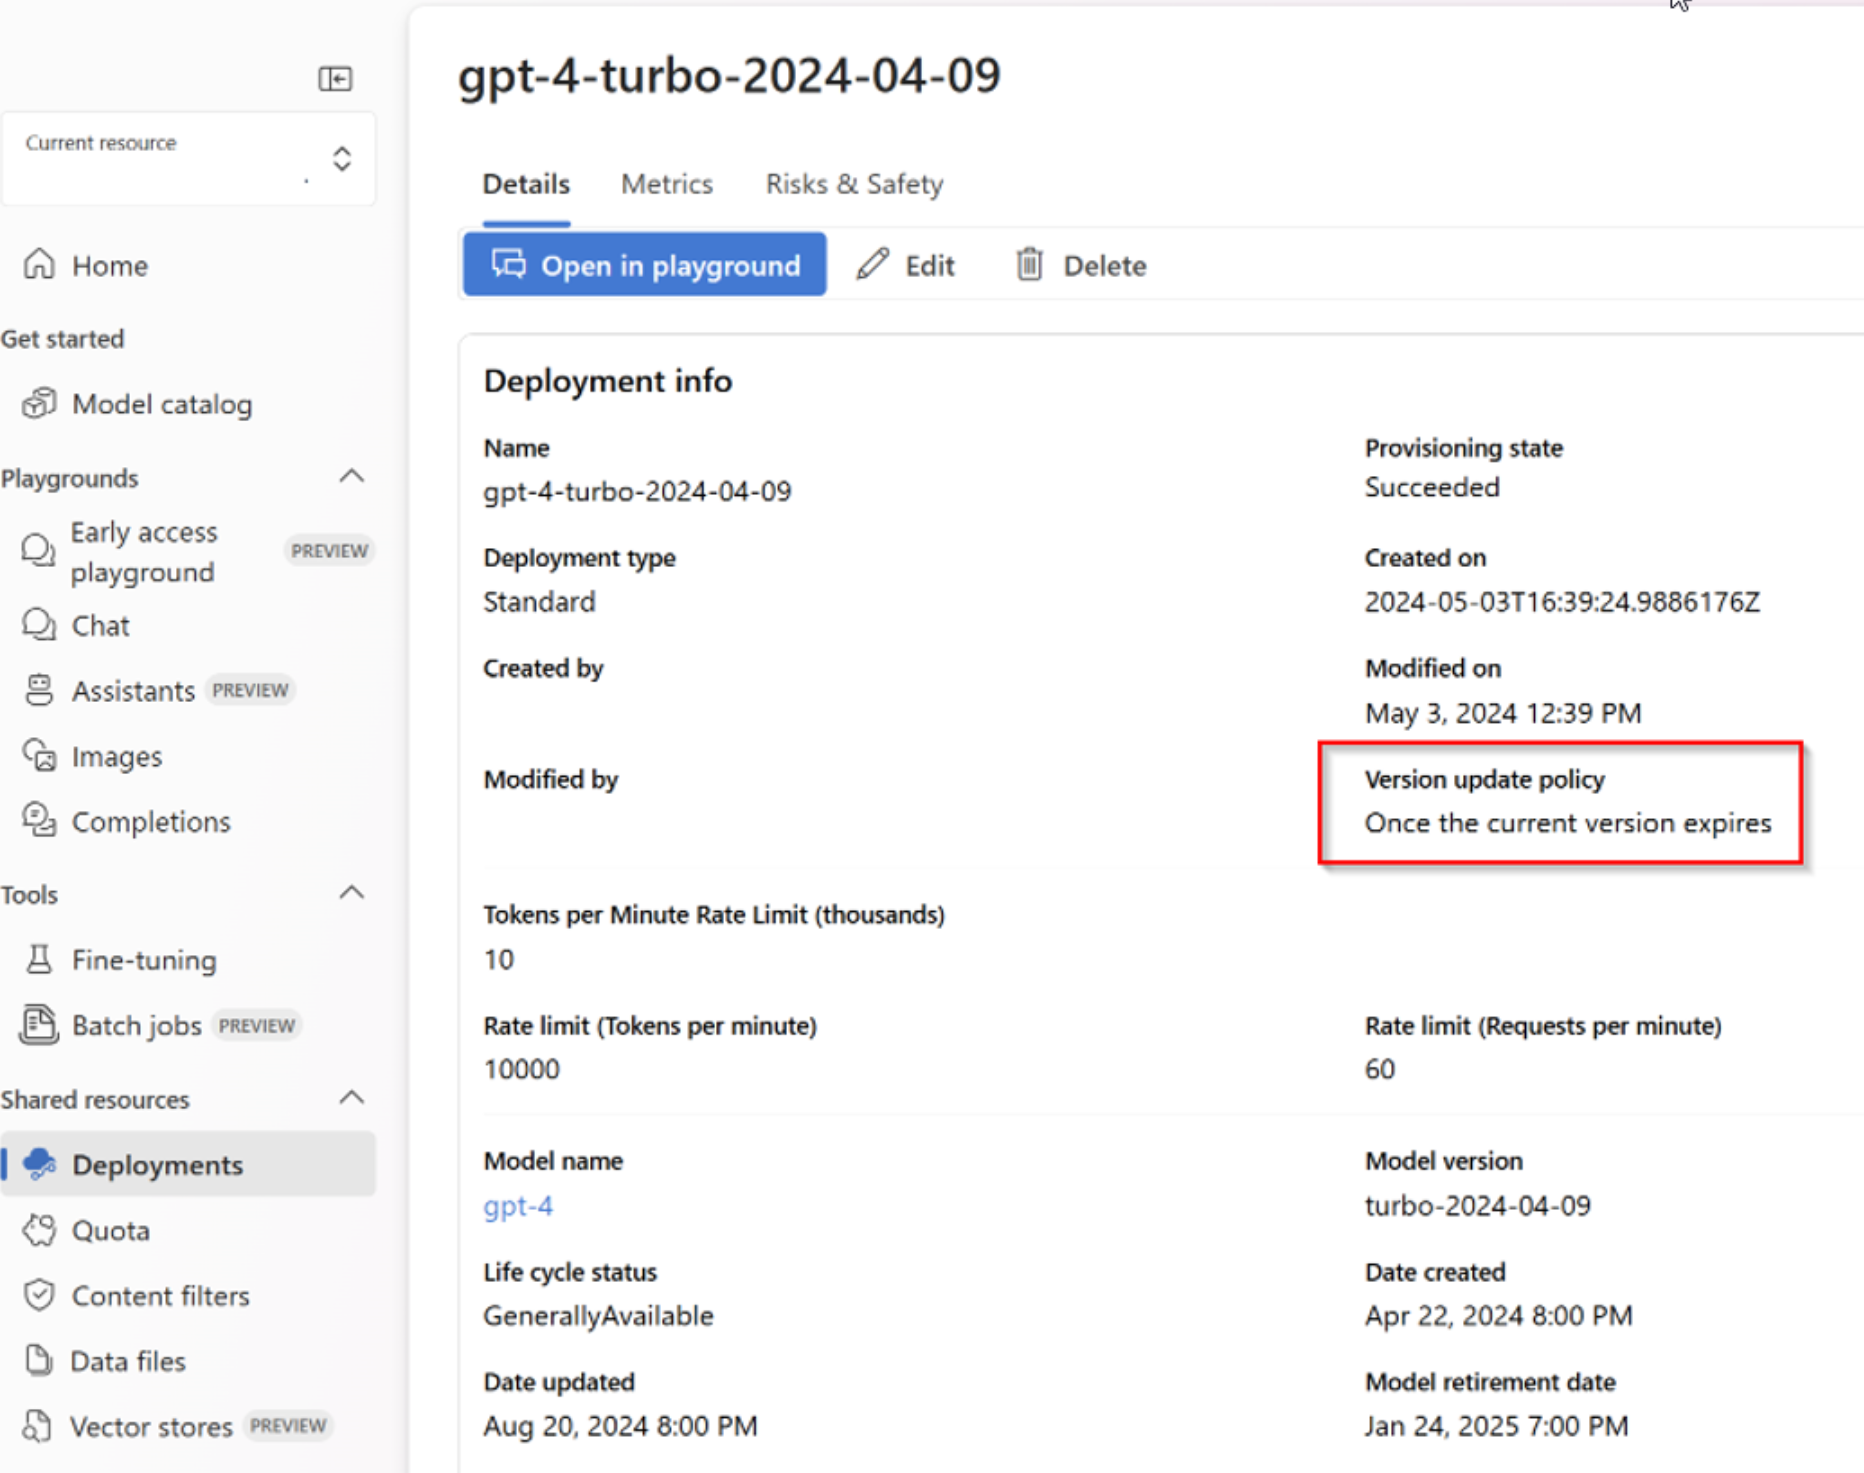 Current resource
Home
Get started
Model catalog
Playgrounds
Early access
playground
PREVIEW
Chat
Assistants PREVIEW
Images
Completions
Tools
Fine-tuning
Batch jobs PREVIEW
Shared resources
Deployments
Quota
Content filters
Data files
Vector stores PREVIEW
gpt-4-turbo-2024-04-09
Details Metrics Risks & Safety
Open in playground Edit Delete
Deployment info
Name
gpt-4-turbo-2024-04-09
Provisioning state
Succeeded
Deployment type
Standard
Created on
2024-05-03T16:39:24.9886176Z
Created by
Modified on
May 3, 2024 12:39 PM
Modified by
Version update policy
Once the current version expires
Tokens per Minute Rate Limit (thousands)
10
Rate limit (Tokens per minute)
10000
Rate limit (Requests per minute)
60
Model name
gpt-4
Model version
turbo-2024-04-09
Life cycle status
GenerallyAvailable
Date created
Apr 22, 2024 8:00 PM
Date updated
Aug 20, 2024 8:00 PM
Model retirement date
Jan 24, 2025 7:00 PM